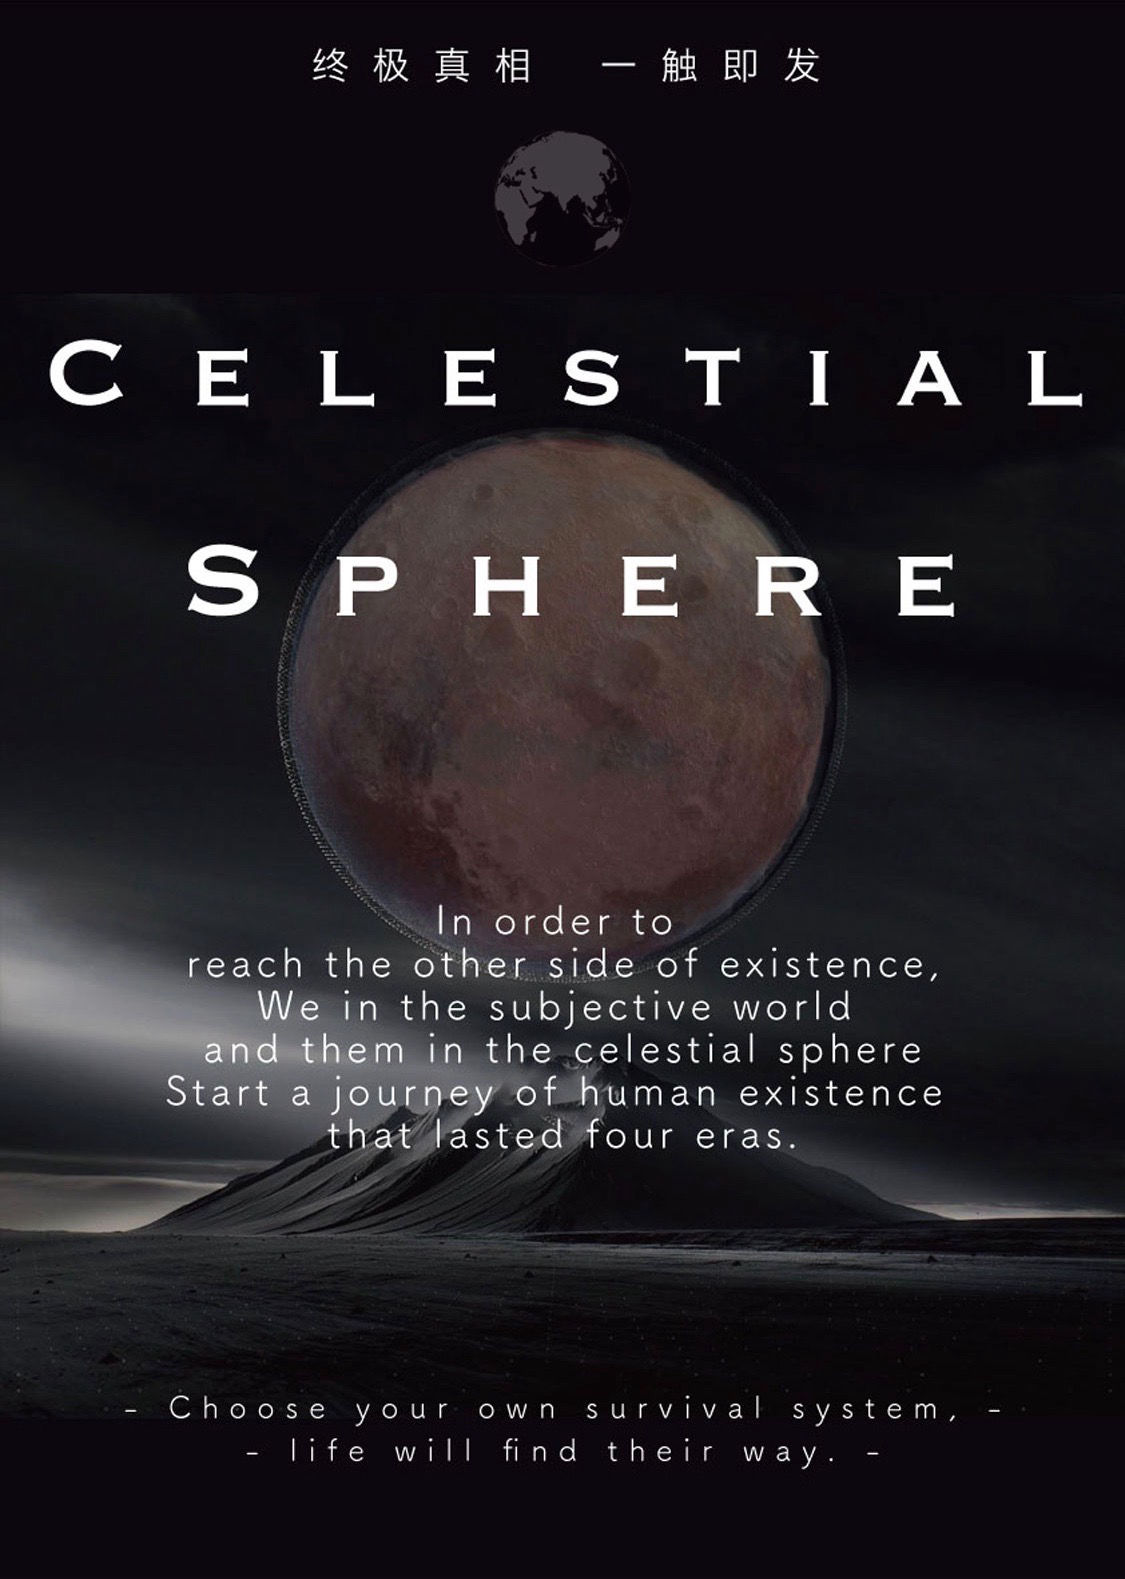 终极真相 一触即发
CELESTIAL
SPHERE
In order to
reach the other side of existence,
We in the subjective world
and them in the celestial sphere
Start a journey of human existence
that lasted four eras.
- Choose your own survival system, -
- life will find their way. -